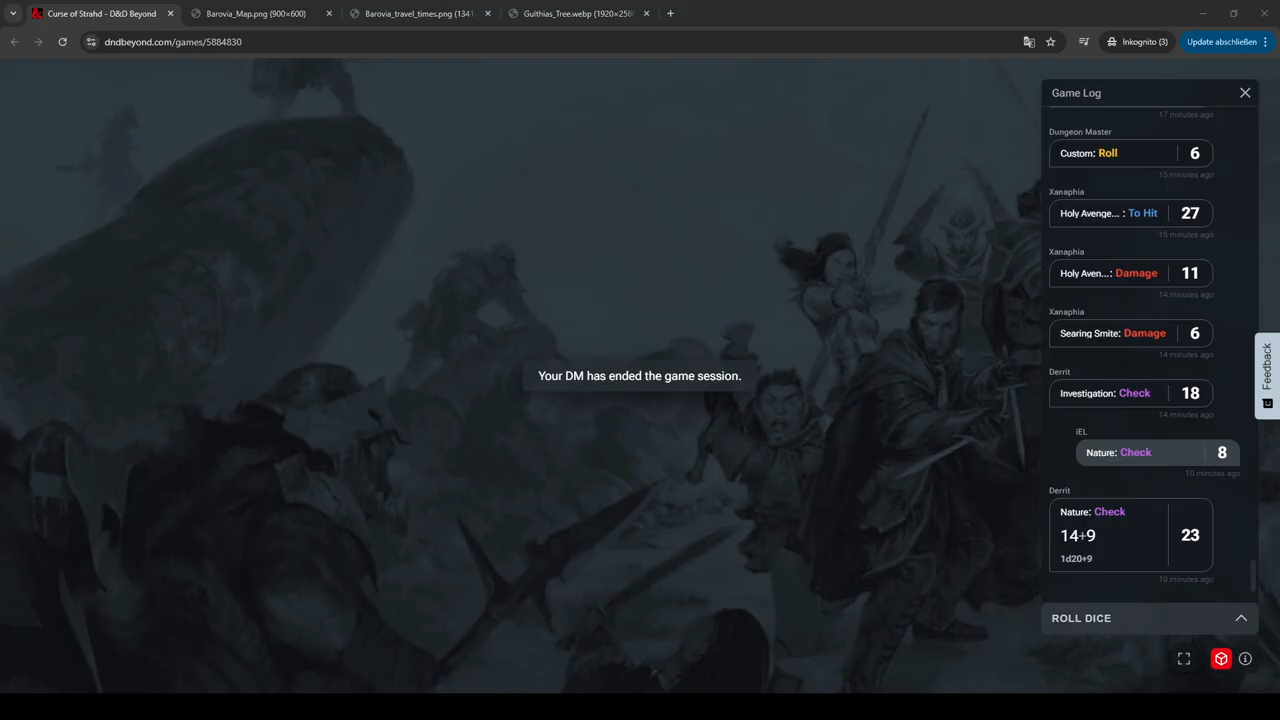 Curse of Strahd - D&D Beyond
Barovia_Map.png (900×600)
Barovia_travel_times.png (1341
Gulthias_Tree.webp (1920×256
dndbeyond.com/games/5884830
Inkognito (3)
Update abschließen
Game Log
17 minutes ago
Dungeon Master
Custom: Roll 6
15 minutes ago
Xanaphia
Holy Avenge... : To Hit 27
15 minutes ago
Xanaphia
Holy Aven...: Damage 11
14 minutes ago
Xanaphia
Searing Smite: Damage 6
14 minutes ago
Derrit
Investigation: Check 18
14 minutes ago
iEL
Nature: Check 8
10 minutes ago
Derrit
Nature: Check
14+9 23
1d20+9
10 minutes ago
ROLL DICE
Your DM has ended the game session.
Feedback